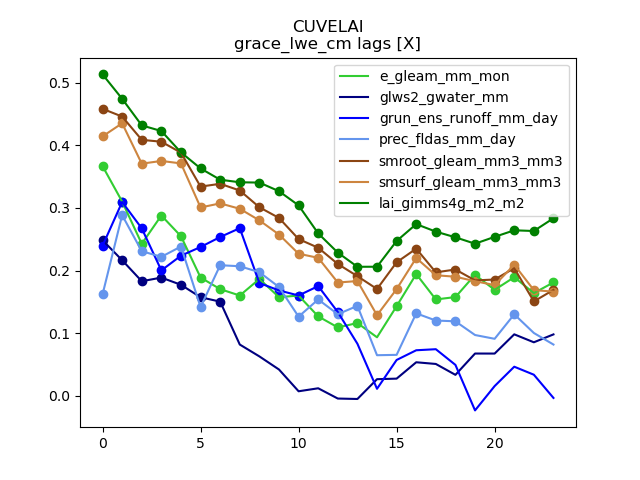 CUVELAI
grace_lwe_cm lags [X]
e_gleam_mm_mon
glws2_gwater_mm
grun_ens_runoff_mm_day
prec_fldas_mm_day
smroot_gleam_mm3_mm3
smsurf_gleam_mm3_mm3
lai_gimms4g_m2_m2
0.5
0.4
0.3
0.2
0.1
0.0
0 5 10 15 20